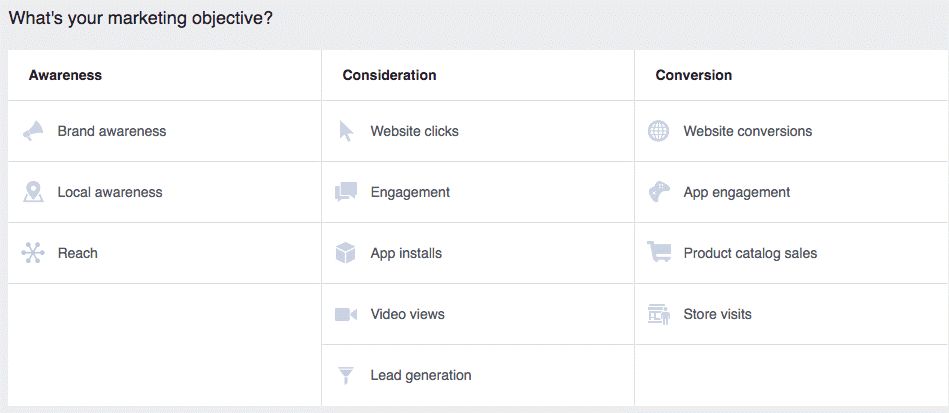 What's your marketing objective?
Awareness
Consideration
Conversion
Brand awareness
Website clicks
Website conversions
Local awareness
Engagement
App engagement
Reach
App installs
Product catalog sales
Video views
Store visits
Lead generation